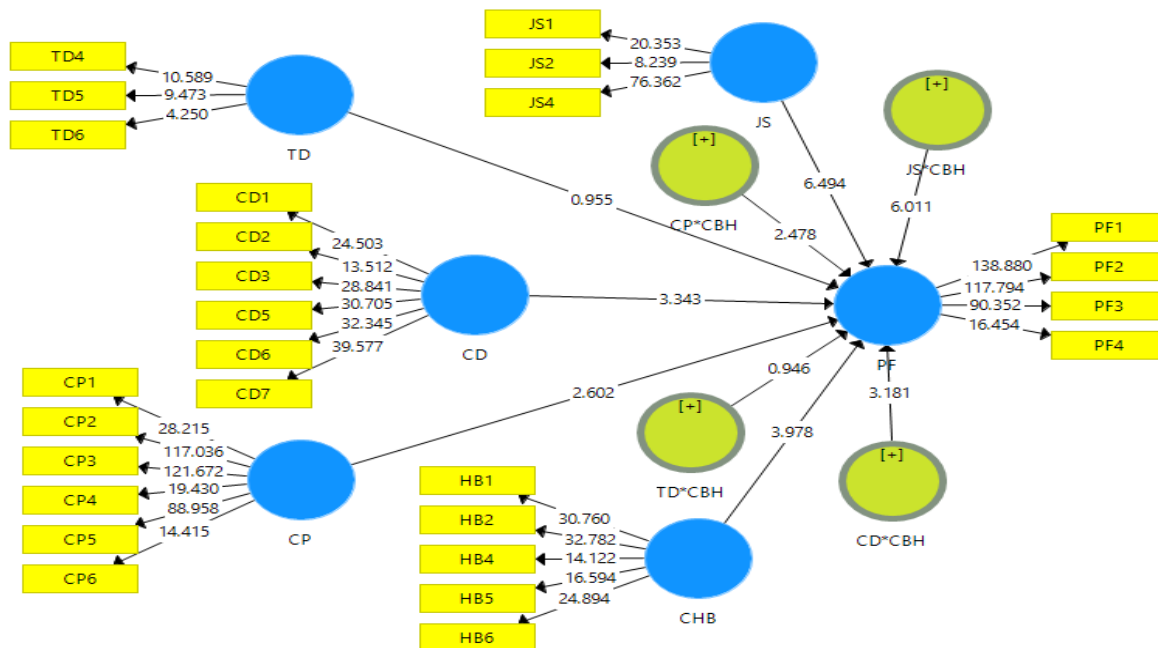 TD4
TD5
TD6
10.589
9.473
4.250
TD
JS1
JS2
JS4
20.353
8.239
76.362
JS
[+]
JS*CBH
6.011
[+]
CP*CBH
2.478
6.494
0.955
CD1
CD2
CD3
CD5
CD6
CD7
24.503
13.512
28.841
30.705
32.345
39.577
CD
3.343
PF
138.880
117.794
90.352
16.454
PF1
PF2
PF3
PF4
CP1
CP2
CP3
CP4
CP5
CP6
28.215
117.036
121.672
19.430
88.958
14.415
CP
2.602
0.946
[+]
TD*CBH
3.978
3.181
[+]
CD*CBH
HB1
HB2
HB4
HB5
HB6
30.760
32.782
14.122
16.594
24.894
CHB